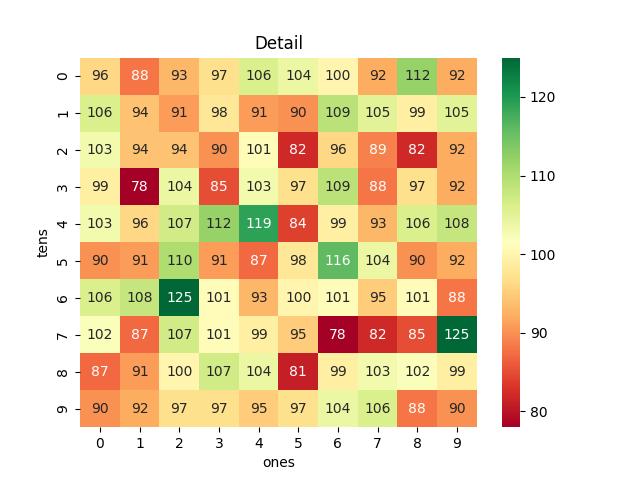 Detail
0 96 88 93 97 106 104 100 92 112 92
1 106 94 91 98 91 90 109 105 99 105
2 103 94 94 90 101 82 96 89 82 92
3 99 78 104 85 103 97 109 88 97 92
4 103 96 107 112 119 84 99 93 106 108
5 90 91 110 91 87 98 116 104 90 92
6 106 108 125 101 93 100 101 95 101 88
7 102 87 107 101 99 95 78 82 85 125
8 87 91 100 107 104 81 99 103 102 99
9 90 92 97 97 95 97 104 106 88 90
0 1 2 3 4 5 6 7 8 9
ones
tens
120
110
100
90
80